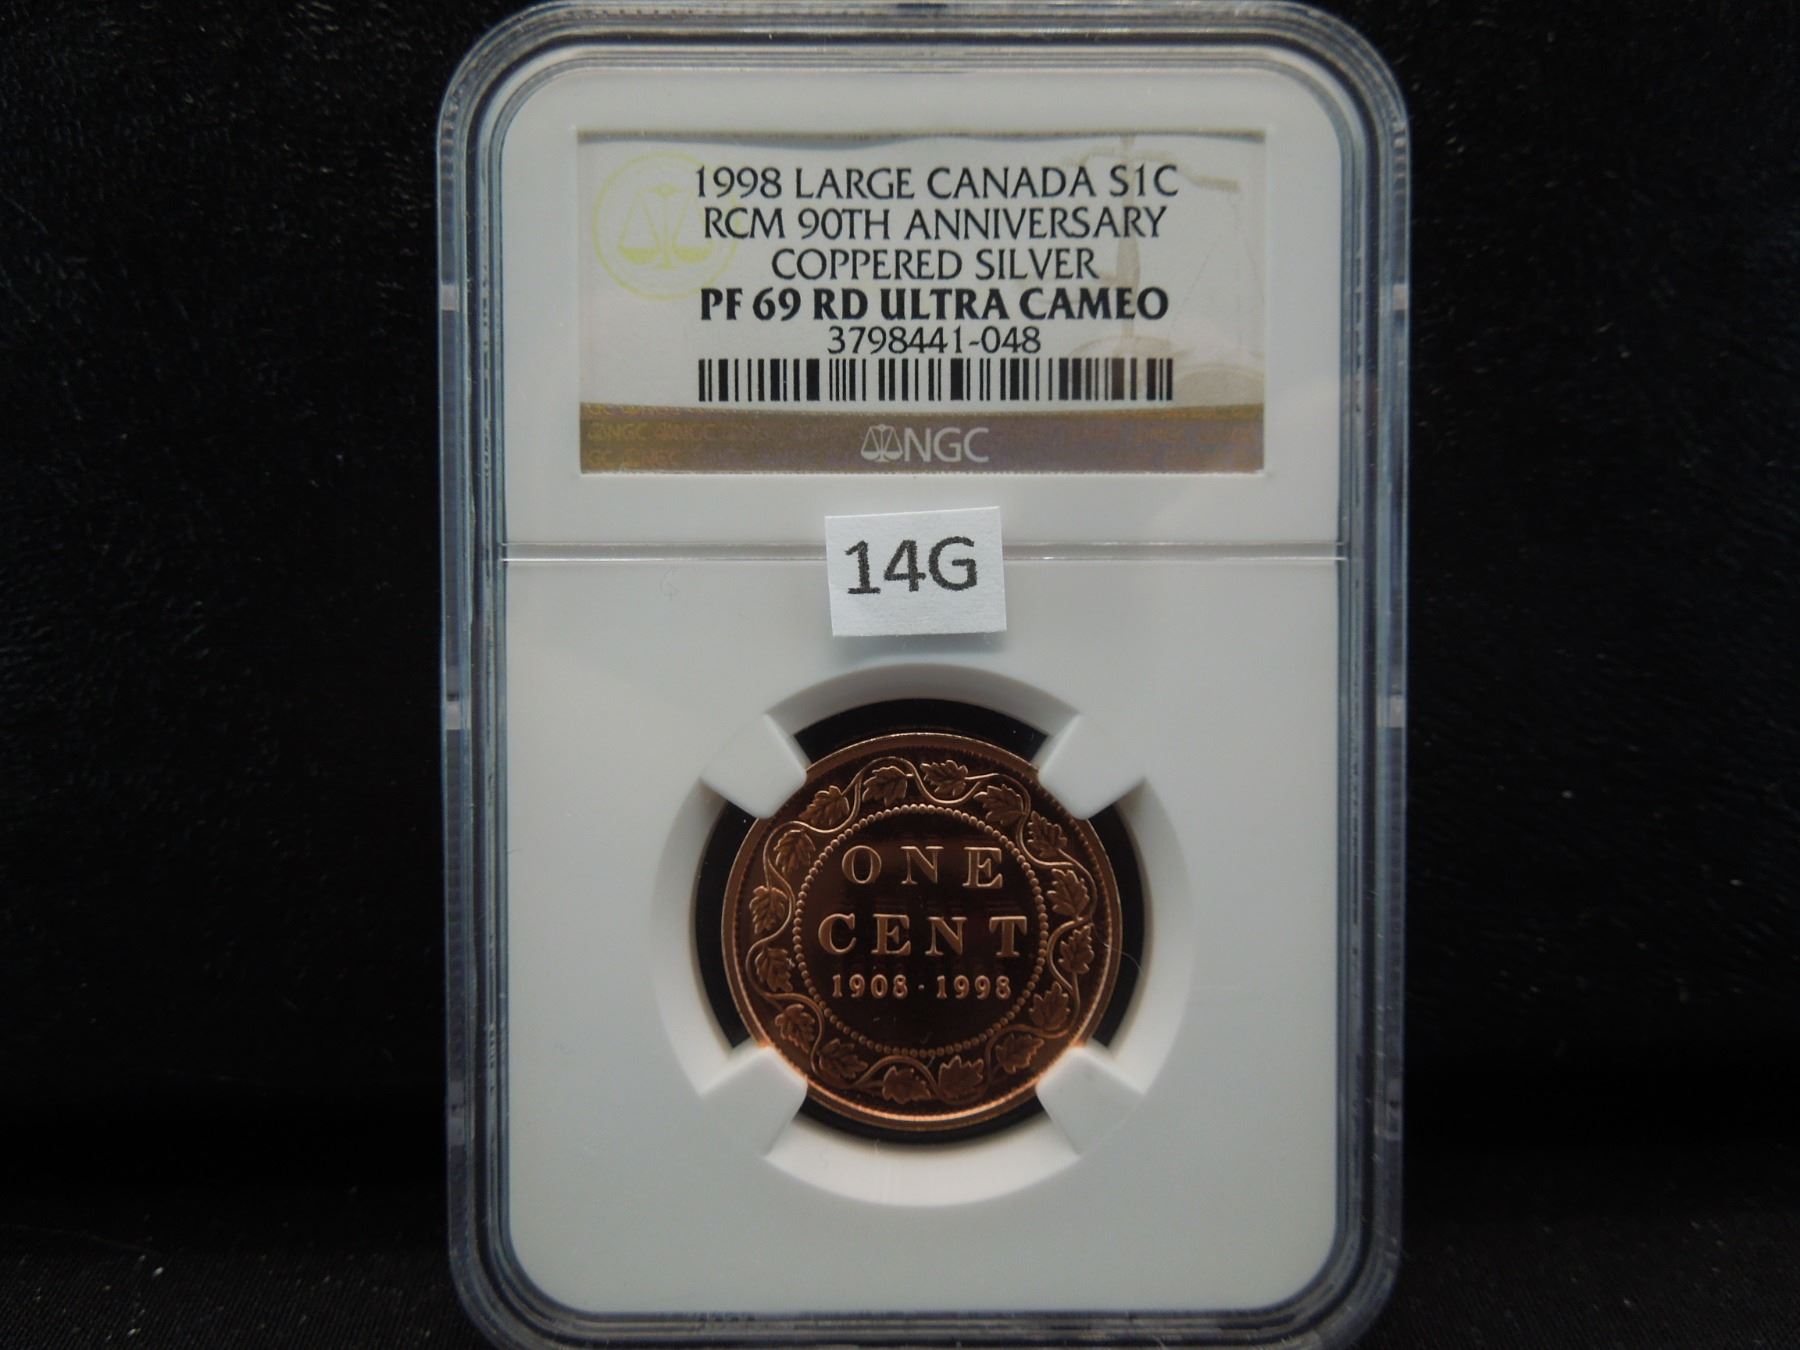 1998 LARGE CANADA S1C
RCM 90TH ANNIVERSARY
COPPERED SILVER
PF 69 RD ULTRA CAMEO
3798441-048
NGC
14G
ONE
CENT
1908 · 1998